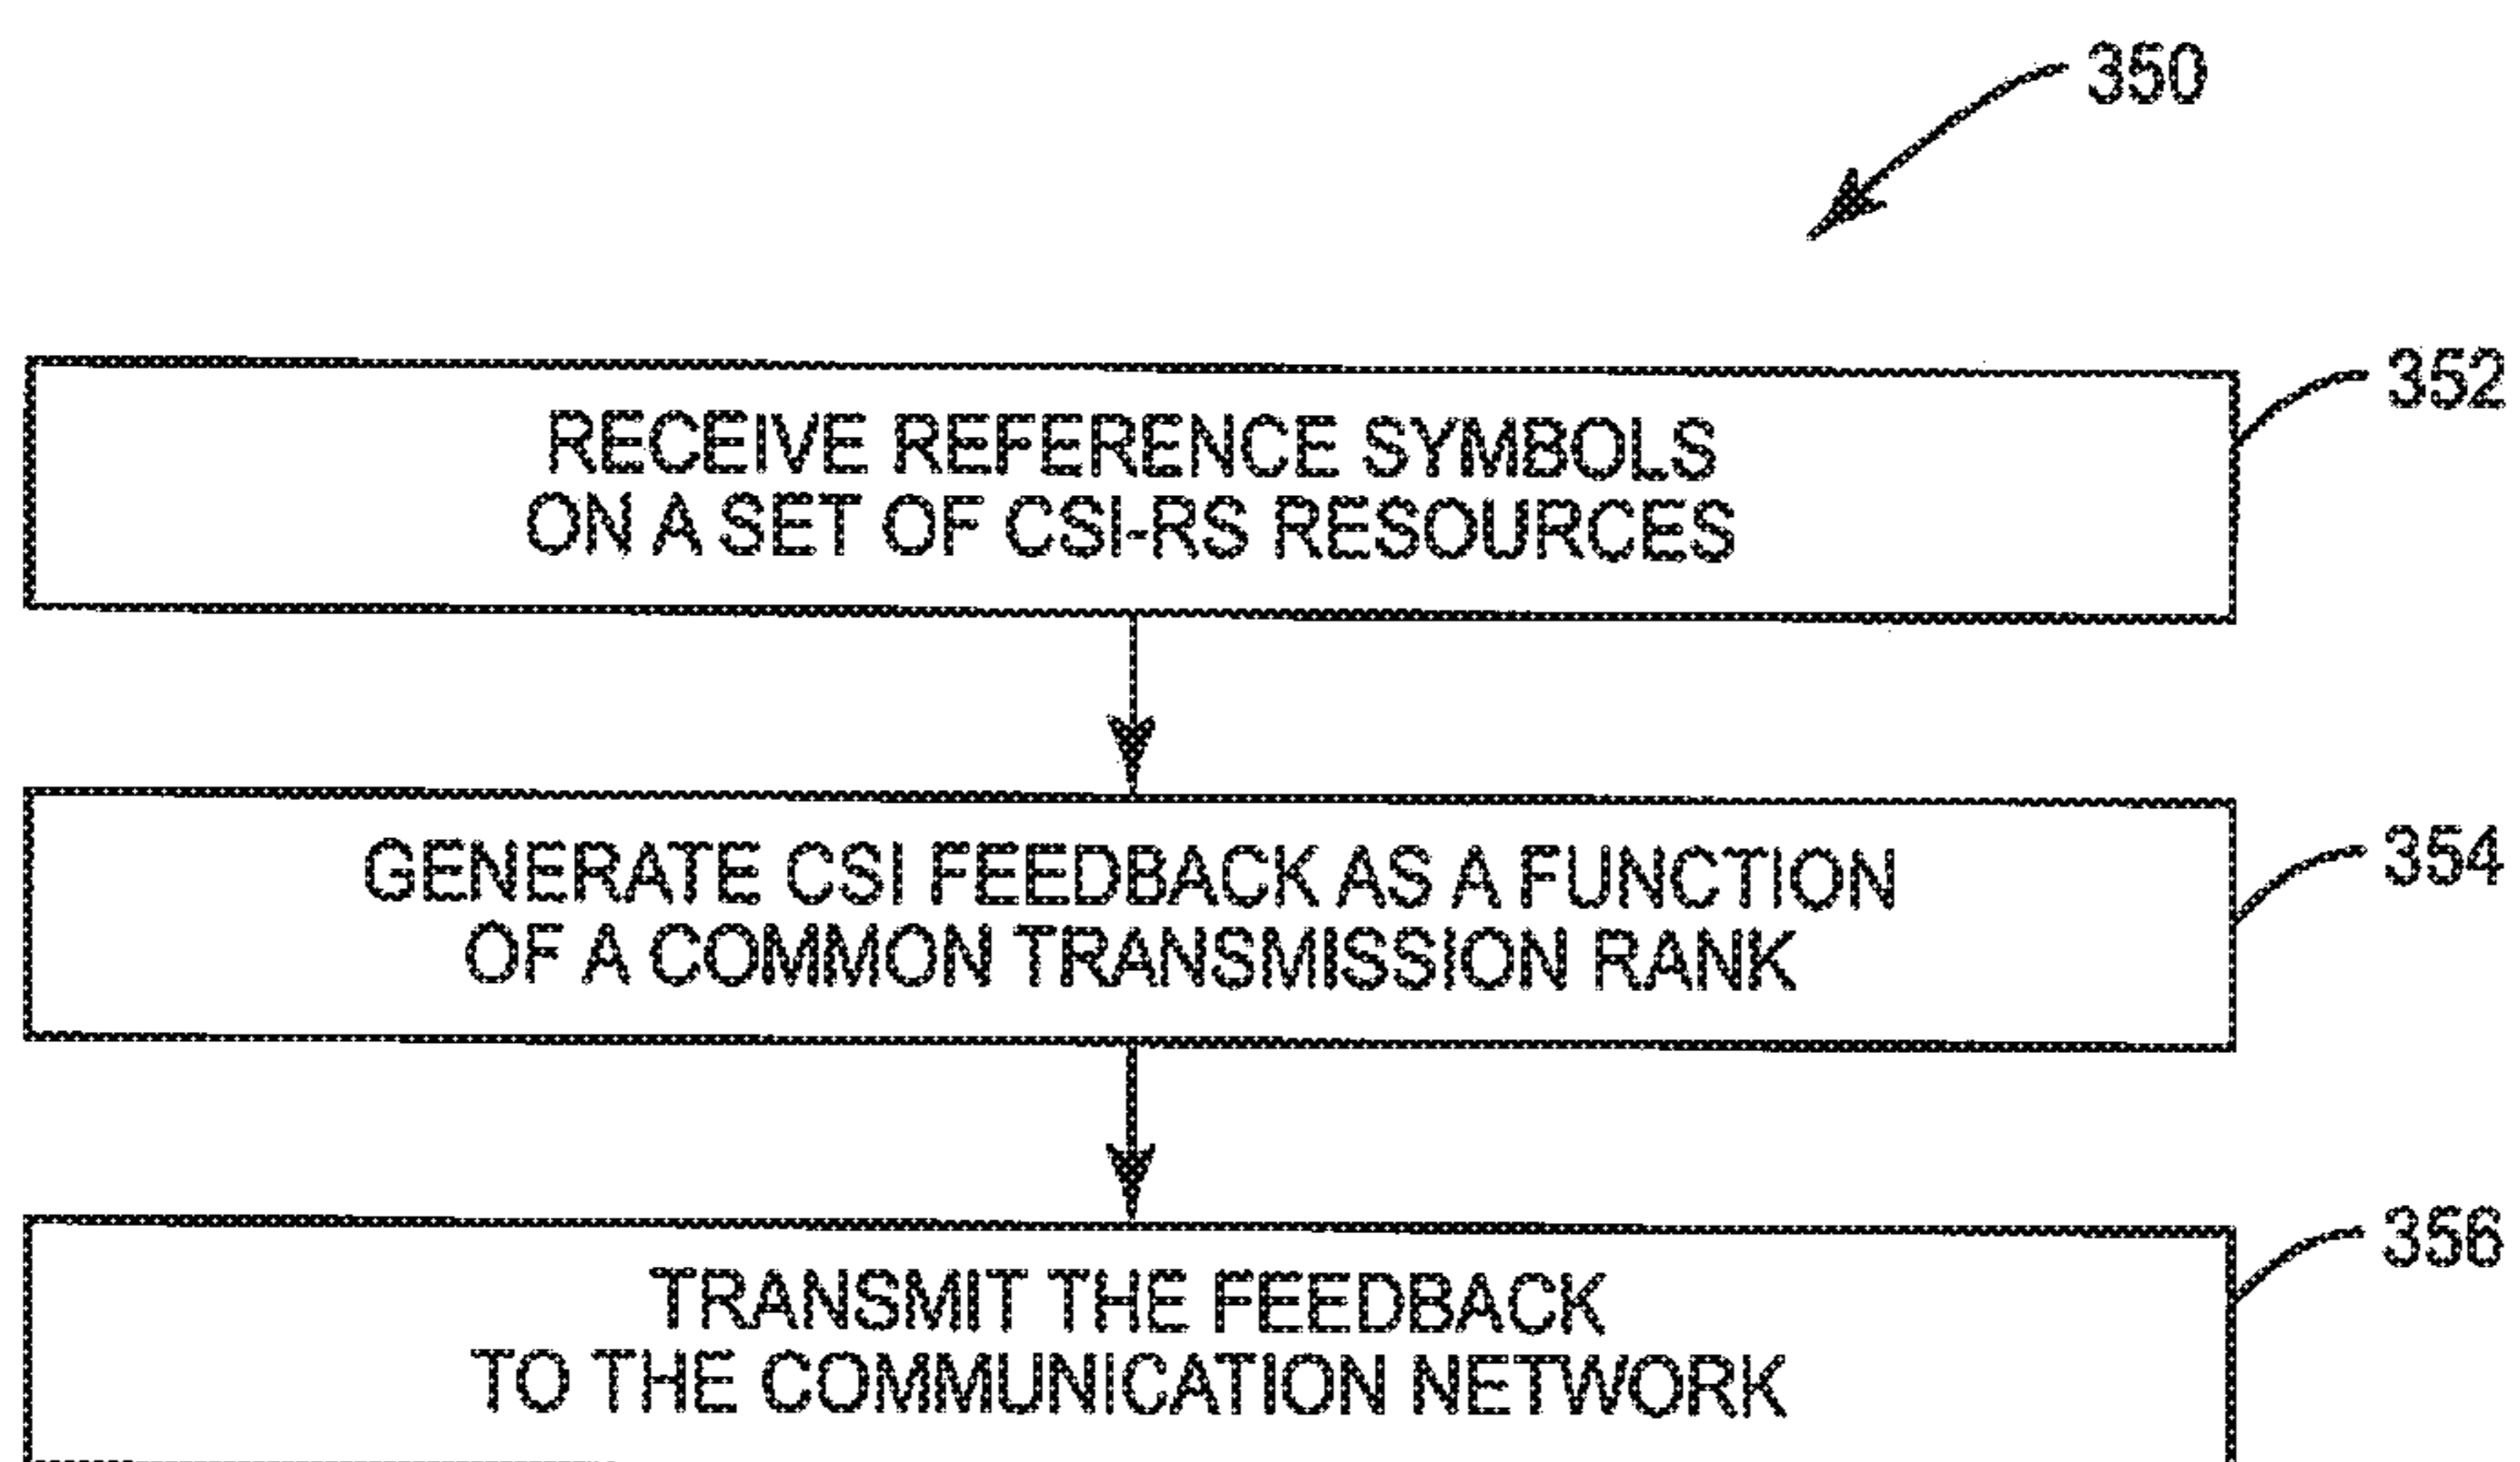 350
352
RECEIVE REFERENCE SYMBOLS
ON A SET OF CSI-RS RESOURCES
354
GENERATE CSI FEEDBACK AS A FUNCTION
OF A COMMON TRANSMISSION RANK
356
TRANSMIT THE FEEDBACK
TO THE COMMUNICATION NETWORK